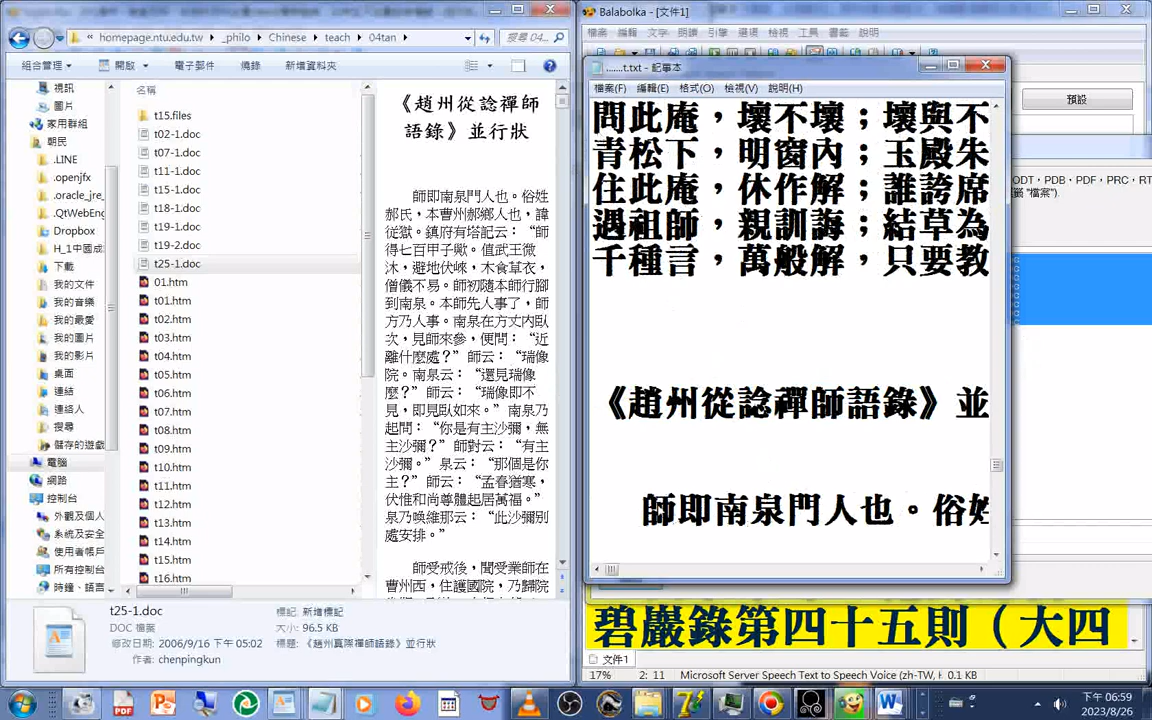 homepage.ntu.edu.tw
_philo
Chinese
teach
04tan
搜尋 04...
組合管理
開啟
電子郵件
燒錄
新增資料夾
視訊
圖片
家用群組
朝民
.LINE
.openjfx
.oracle_jre_
.QtWebEng
Dropbox
H_1中國成
下載
我的文件
我的音樂
我的最愛
我的圖片
我的影片
桌面
連結
連絡人
搜尋
儲存的遊戲
電腦
網路
控制台
外觀及個人
系統及安全
使用者帳戶
所有控制台
時鐘、語言
名稱
t15.files
t02-1.doc
t07-1.doc
t11-1.doc
t15-1.doc
t18-1.doc
t19-1.doc
t19-2.doc
t25-1.doc
01.htm
t01.htm
t02.htm
t03.htm
t04.htm
t05.htm
t06.htm
t07.htm
t08.htm
t09.htm
t10.htm
t11.htm
t12.htm
t13.htm
t14.htm
t15.htm
t16.htm
《趙州從諗禪師
語錄》並行狀
師即南泉門人也。俗姓
郝氏，本曹州郝鄉人也，諱
從諗。鎮府有塔記云：“師
得七百甲子歟。值武王微
沐，避地伏崍，木食草衣，
僧儀不易。師初隨本師行腳
到南泉。本師先人事了，師
方乃人事。南泉在方丈內臥
次，見師來參，便問：“近
離什麼處？” 師云：“瑞像
院。南泉云：“還見瑞像
麼？” 師云：“瑞像即不
見，即見臥如來。” 南泉乃
起問：“你是有主沙彌，無
主沙彌？” 師對云：“有主
沙彌。” 泉云：“那個是你
主？” 師云：“孟春猶寒，
伏惟和尚尊體起居萬福。”
泉乃喚維那云：“此沙彌別
處安排。”
師受戒後，聞受業師在
曹州西，住護國院，乃歸院
t25-1.doc
DOC 檔案
修改日期: 2006/9/16 下午 05:02
作者: chenpingkun
標記: 新增標記
大小: 96.5 KB
標題: 《趙州真際禪師語錄》並行狀
Balabolka - [文件1]
檔案
編輯
文字
朗讀
引擎
選項
檢視
工具
書籤
說明
.......t.txt - 記事本
檔案(F)
編輯(E)
格式(O)
檢視(V)
說明(H)
問此庵，壞不壞；壞與不
青松下，明窗內；玉殿朱
住此庵，休作解；誰誇席
遇祖師，親訓誨；結草為
千種言，萬般解，只要教
《趙州從諗禪師語錄》並
師即南泉門人也。俗姓
預設
ODT，PDB，PDF，PRC，RT
籤 "檔案").
碧巖錄第四十五則（大四
文件1
17%
2: 11
Microsoft Server Speech Text to Speech Voice (zh-TW, H
0.1 KB
下午 06:59
2023/8/26